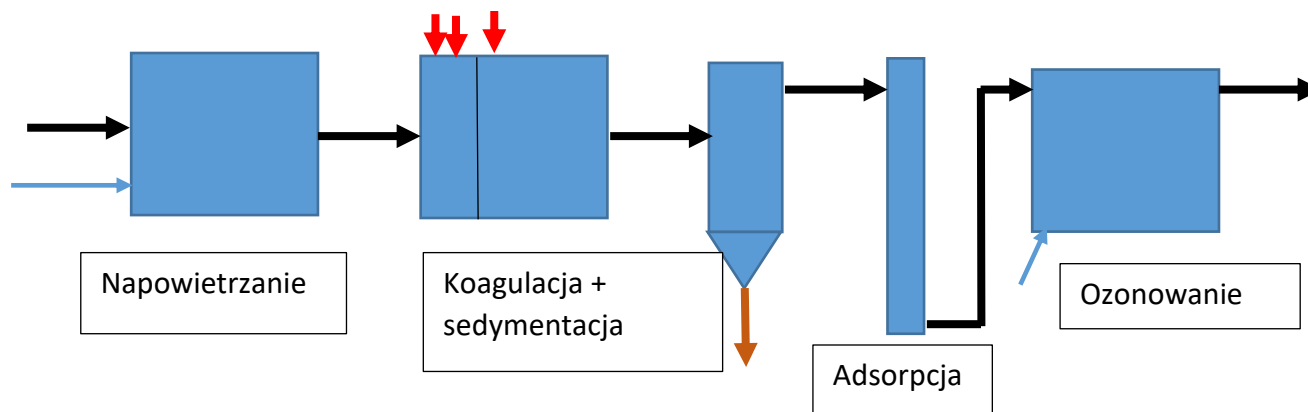 Napowietrzanie
Koagulacja +
sedymentacja
Adsorpcja
Ozonowanie